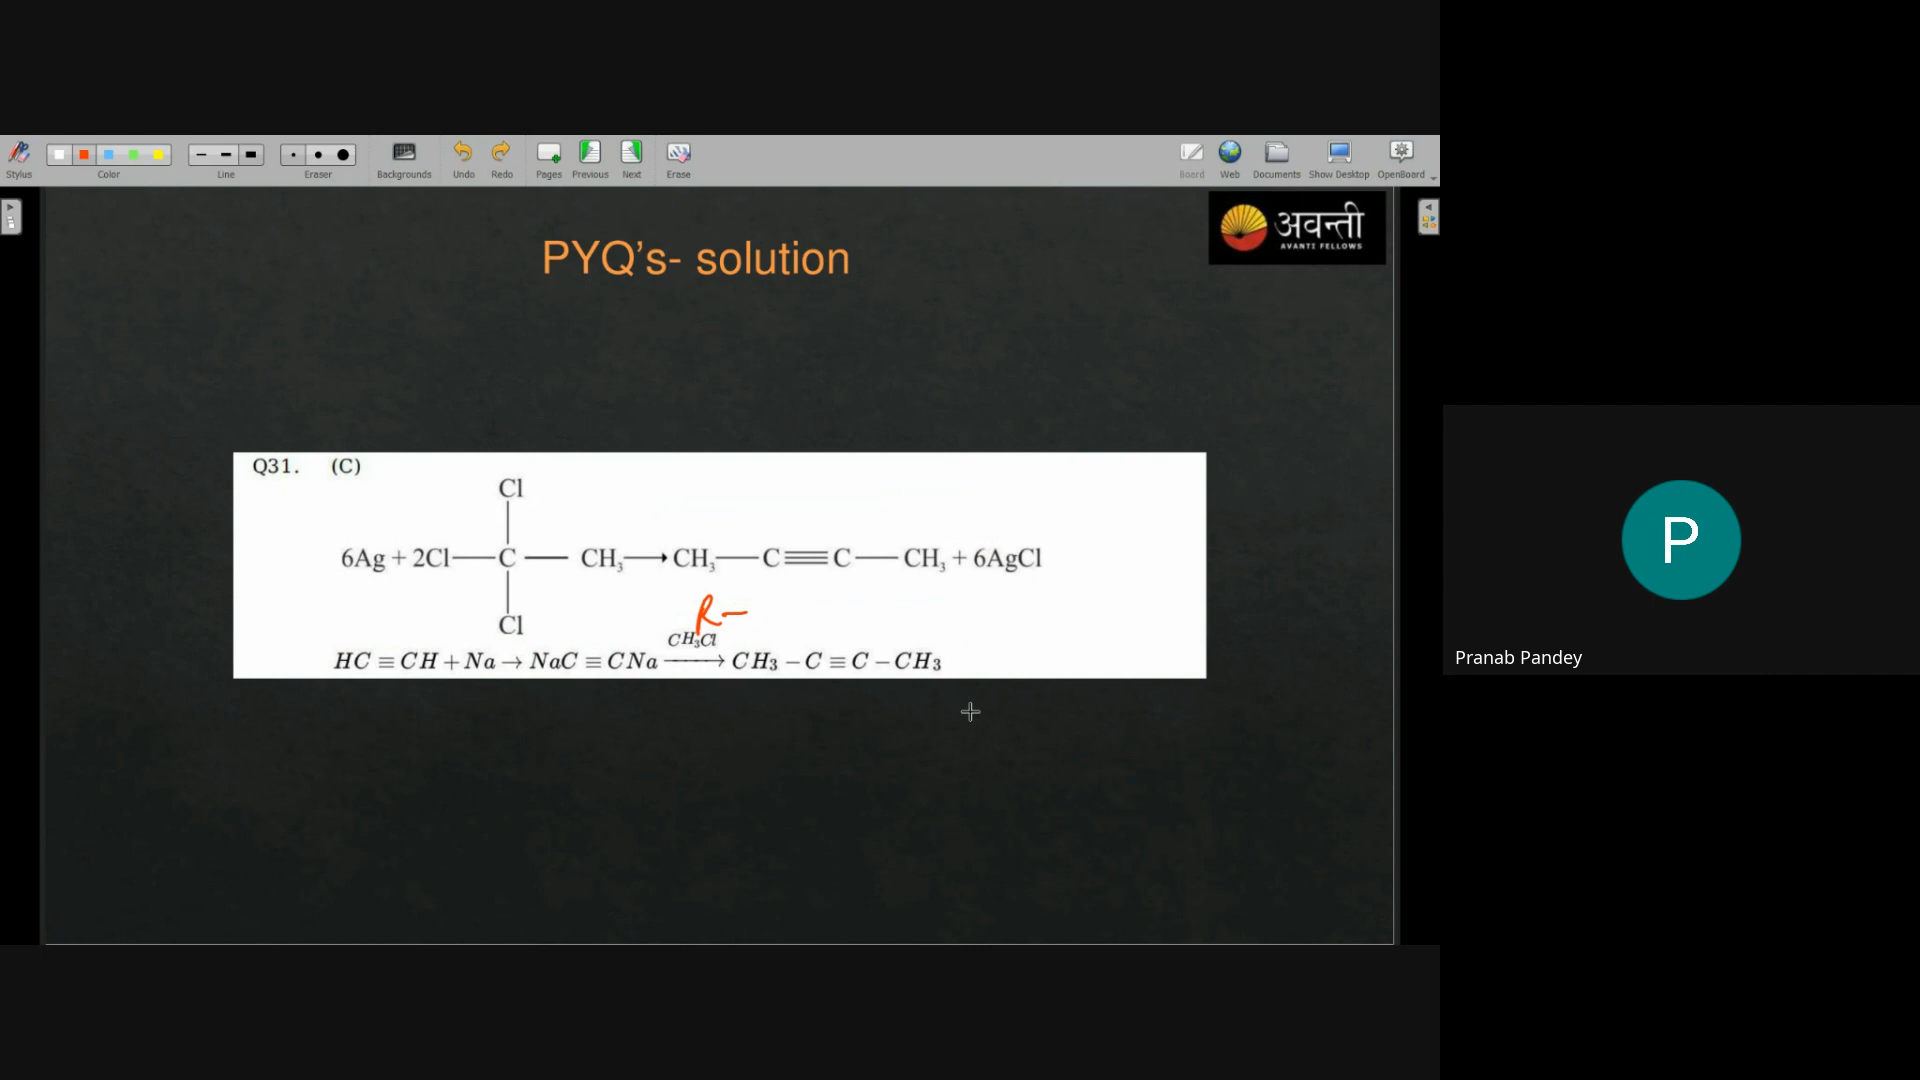 Stylus Color Line Eraser Backgrounds Undo Redo Pages Previous Next Erase Board Web Documents Show Desktop OpenBoard
अवन्ती
AVANTI FELLOWS
PYQ's- solution
Q31. (C)
Cl
6Ag + 2Cl—C — CH₃→CH₃—C≡C—CH₃ + 6AgCl
Cl
R-
CH₃Cl
HC ≡ CH + Na → NaC ≡ CNa → CH₃ – C ≡ C – CH₃
P
Pranab Pandey